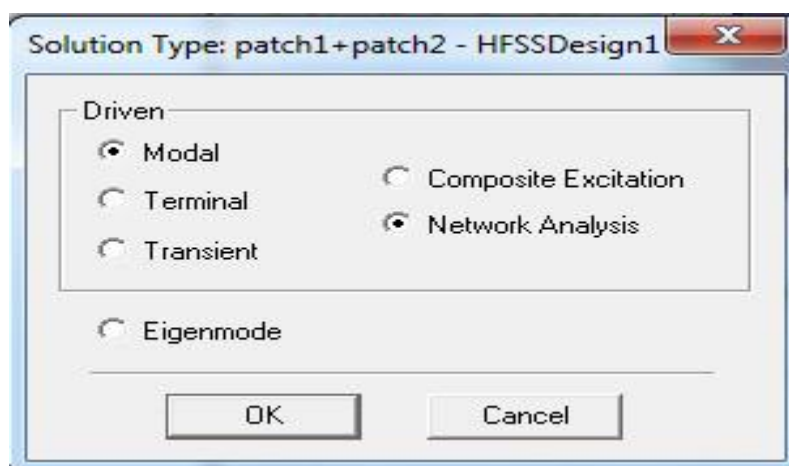 Solution Type: patch1+patch2 - HFSSDesign1
Driven
Modal
Terminal
Transient
Composite Excitation
Network Analysis
Eigenmode
OK
Cancel